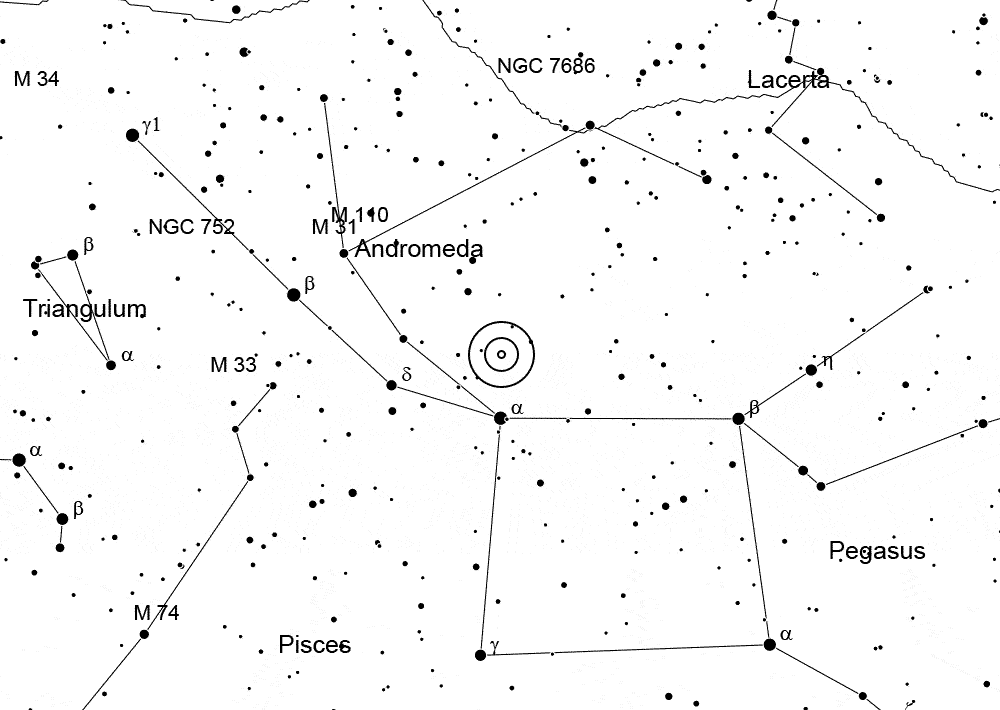 NGC 7686
M 34
Lacerta
γ1
M 110
M 31
NGC 752
β
Andromeda
β
Triangulum
α
M 33
η
δ
α
β
α
β
Pegasus
M 74
Pisces
γ
α